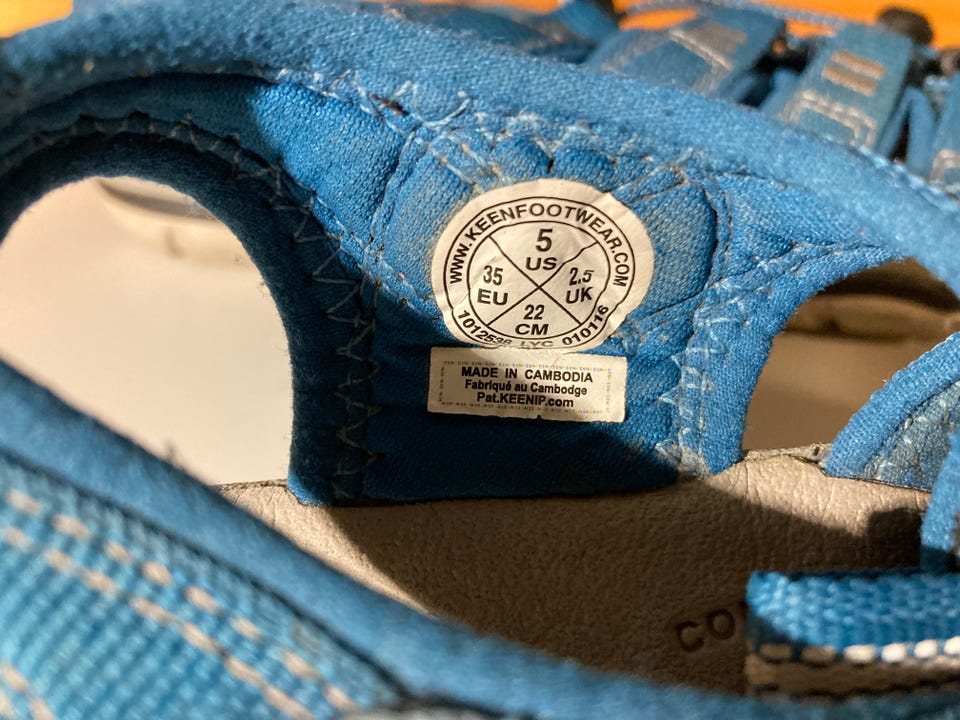 WWW.KEENFOOTWEAR.COM
5
US
35
EU
2.5
UK
22
CM
1012538 LYC 010116
MADE IN CAMBODIA
Fabriqué au Cambodge
Pat.KEENIP.com